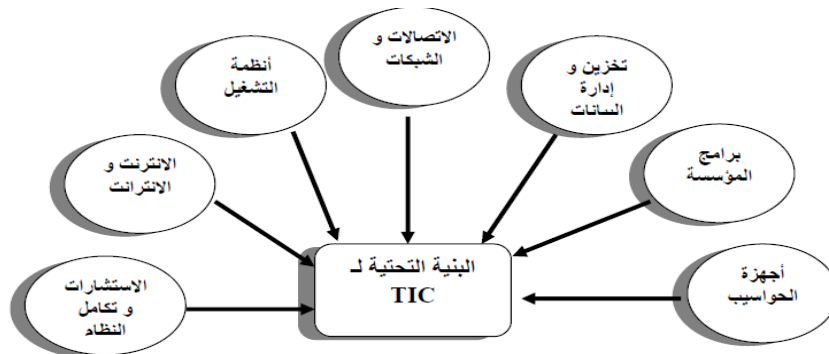 الاتصالات و
الشبكات
أنظمة
التشغيل
تخزين و
إدارة
البيانات
برامج
المؤسسة
الانترنت و
الانترانت
أجهزة
الحواسيب
الاستشارات
و تكامل
النظام
البنية التحتية لـ
TIC